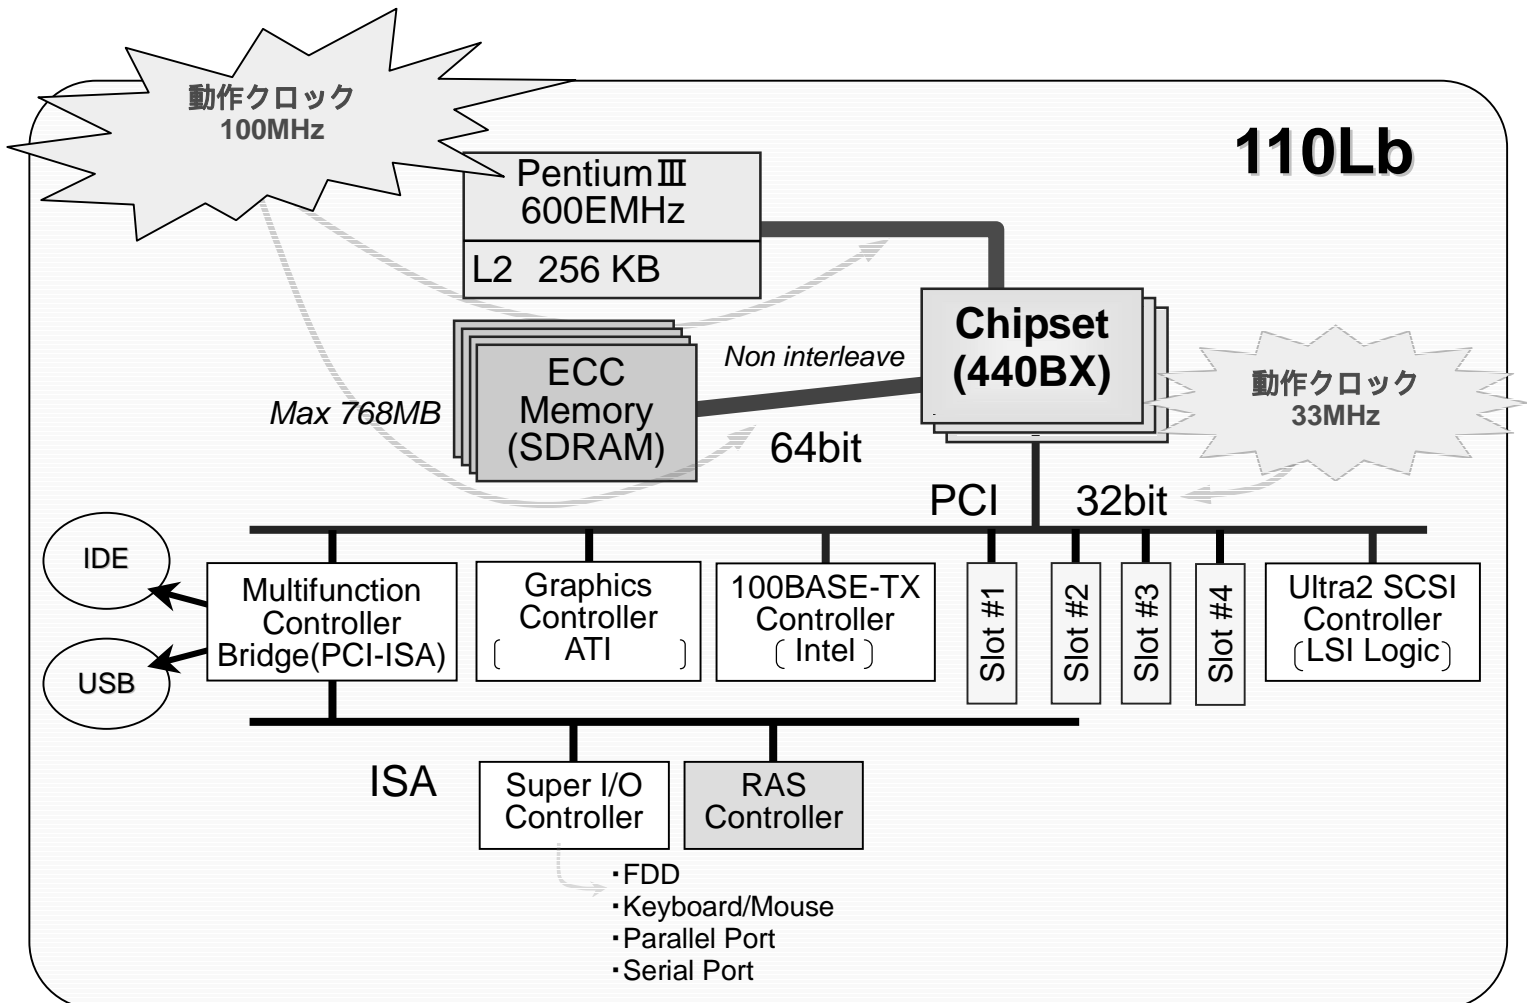 動作クロック
100MHz
110Lb
PentiumⅢ
600EMHz
L2 256 KB
Chipset
(440BX)
Non interleave
ECC
Memory
(SDRAM)
Max 768MB
64bit
動作クロック
33MHz
PCI 32bit
IDE
USB
Multifunction
Controller
Bridge(PCI-ISA)
Graphics
Controller
[ ATI ]
100BASE-TX
Controller
[ Intel ]
Slot #1
Slot #2
Slot #3
Slot #4
Ultra2 SCSI
Controller
[LSI Logic]
ISA
Super I/O
Controller
RAS
Controller
・FDD
・Keyboard/Mouse
・Parallel Port
・Serial Port